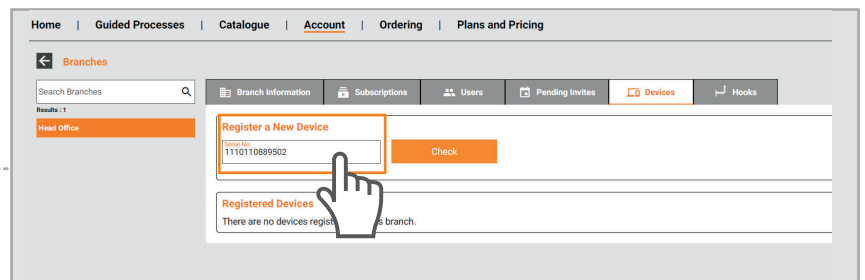 Home | Guided Processes | Catalogue | Account | Ordering | Plans and Pricing
Branches
Search Branches
Results : 1
Head Office
Branch Information
Subscriptions
Users
Pending Invites
Devices
Hooks
Register a New Device
Serial No
1110110889502
Check
Registered Devices
There are no devices branch.